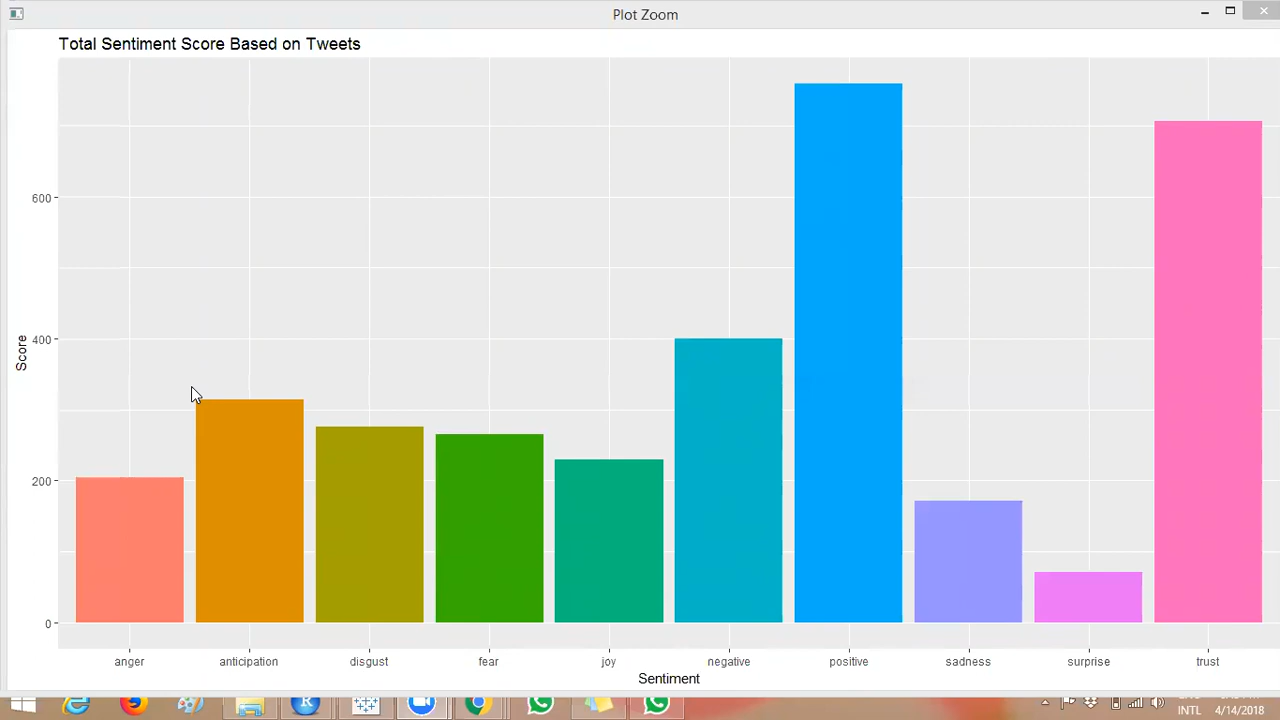 Plot Zoom
Total Sentiment Score Based on Tweets
600
400
200
0
Score
anger anticipation disgust fear joy negative positive sadness surprise trust
Sentiment
INTL 4/14/2018